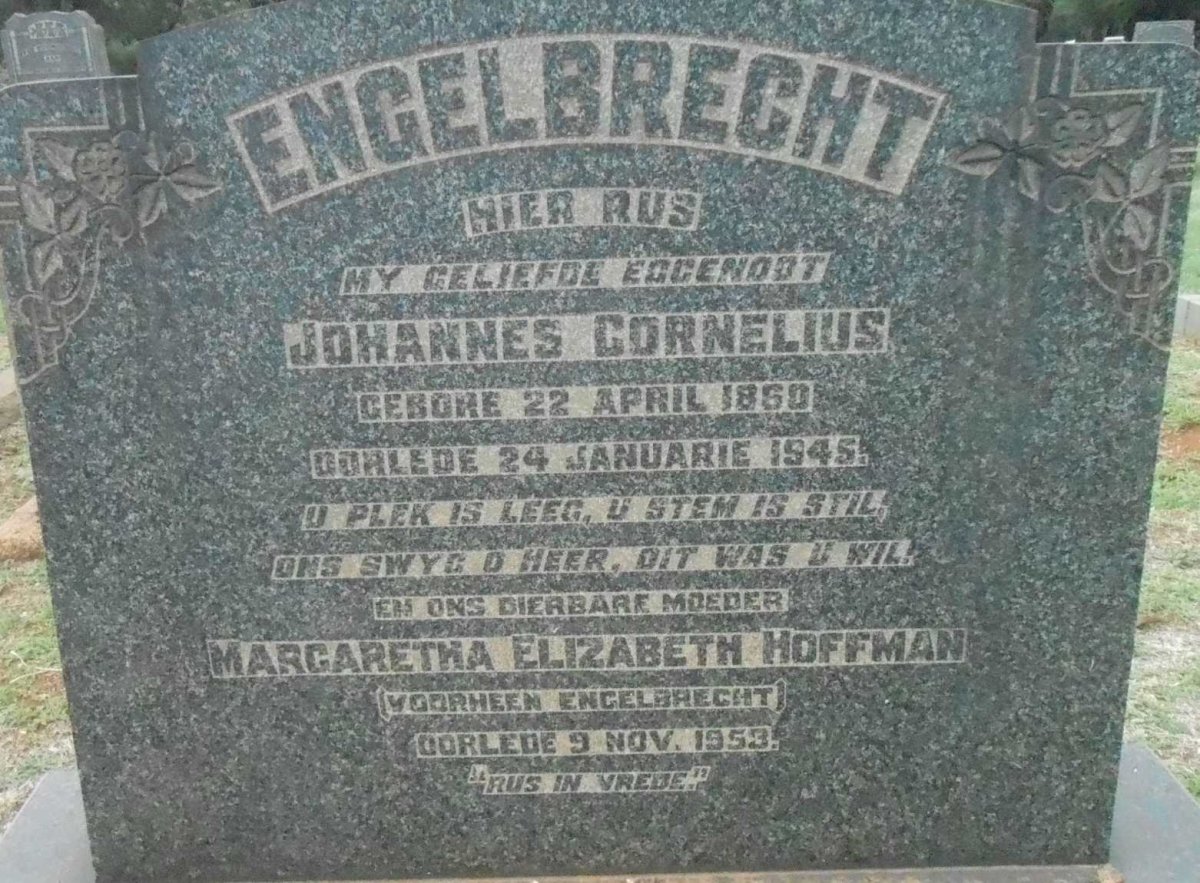 ENGELBRECHT
HIER RUS
MY GELIEFDE EGGENOOT
JOHANNES CORNELIUS
GEBORE 22 APRIL 1860
OORLEDE 24 JANUARIE 1945.
U PLEK IS LEEG, U STEM IS STIL,
ONS SWYG O HEER, DIT WAS U WIL.
EN ONS DIERBARE MOEDER
MARGARETHA ELIZABETH HOFFMAN
(VOORHEEN ENGELBRECHT)
OORLEDE 9 NOV. 1959.
"RUS IN VREDE."